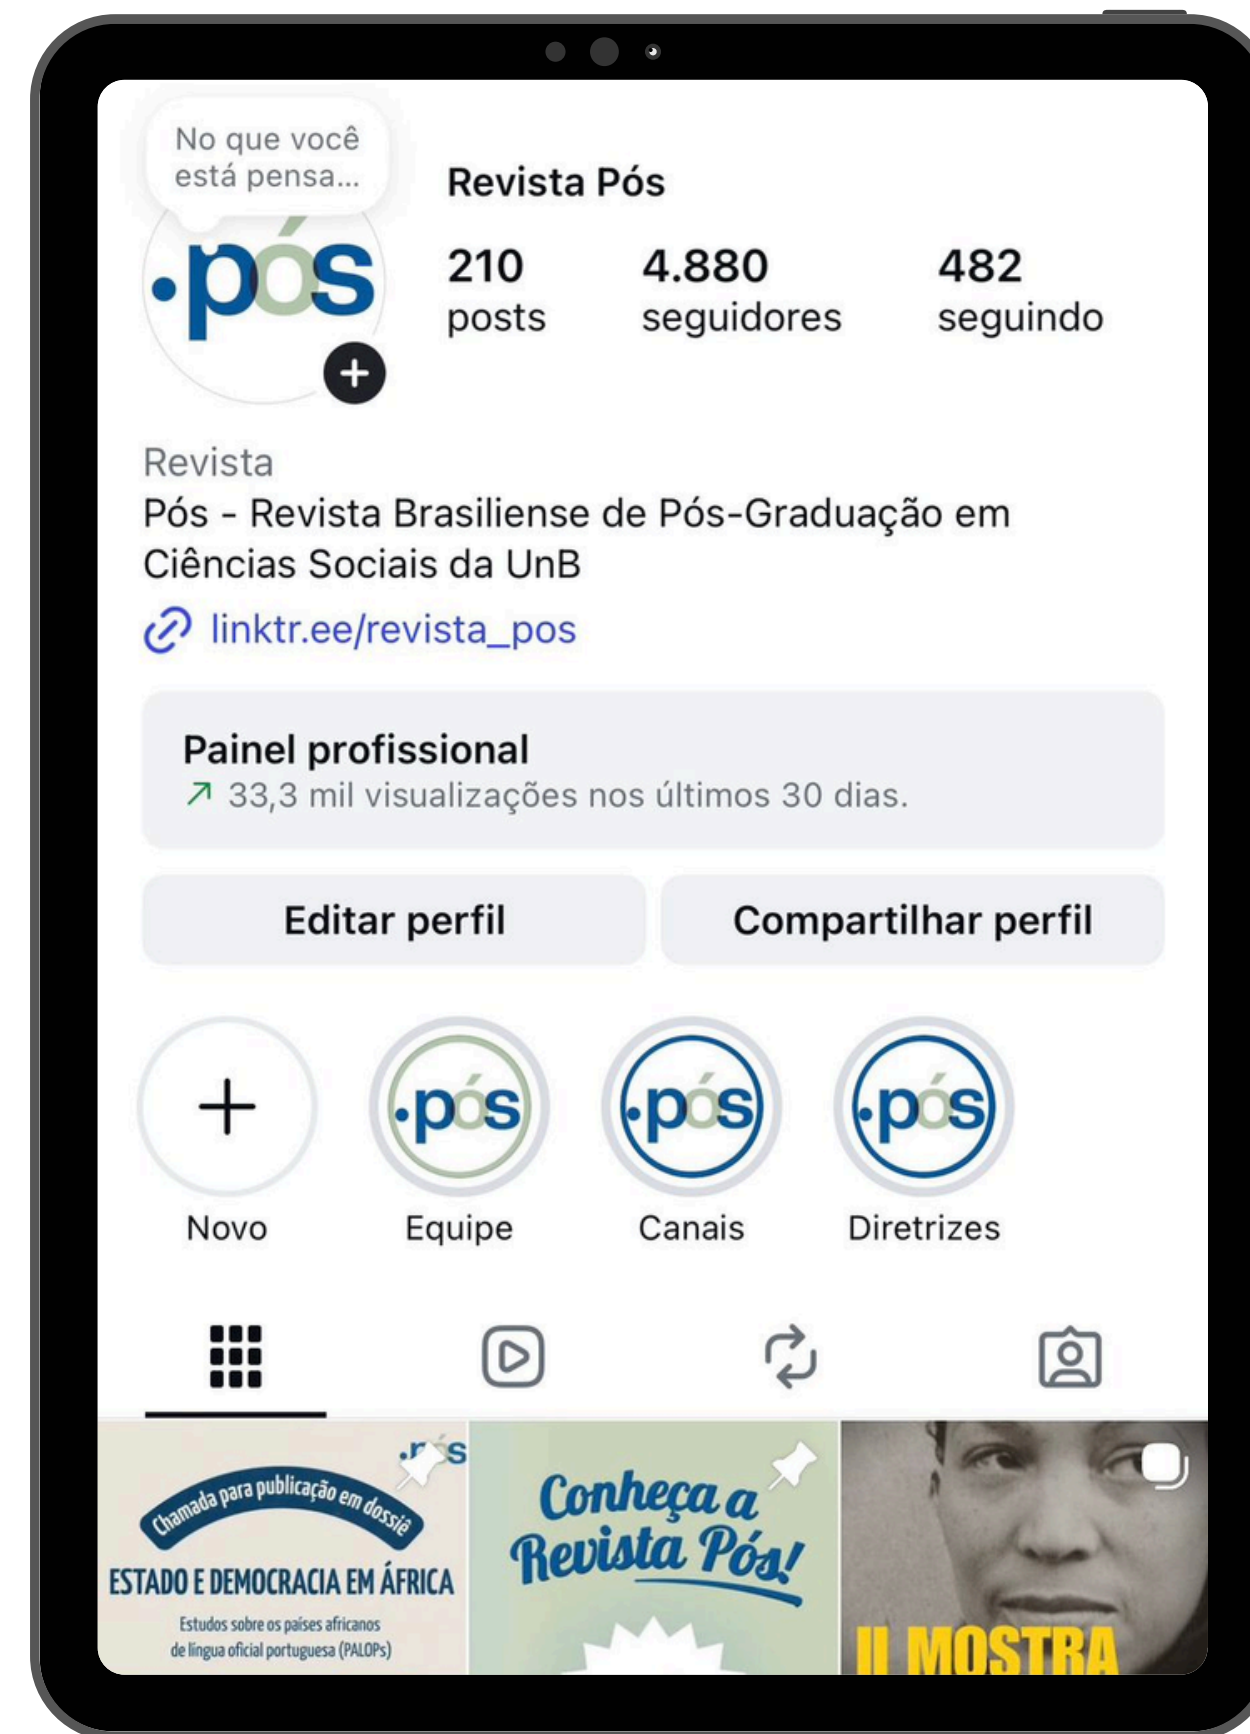 No que você
está pensa...
Revista Pós
.pós
210
posts
4.880
seguidores
482
seguindo
Revista
Pós - Revista Brasiliense de Pós-Graduação em
Ciências Sociais da UnB
linktr.ee/revista_pos
Painel profissional
33,3 mil visualizações nos últimos 30 dias.
Editar perfil
Compartilhar perfil
.pós
.pós
.pós
Novo
Equipe
Canais
Diretrizes
.pós
Chamada para publicação em dossiê
ESTADO E DEMOCRACIA EM ÁFRICA
Estudos sobre os países africanos
de língua oficial portuguesa (PALOPs)
Conheça a
Revista Pós!
II MOSTRA